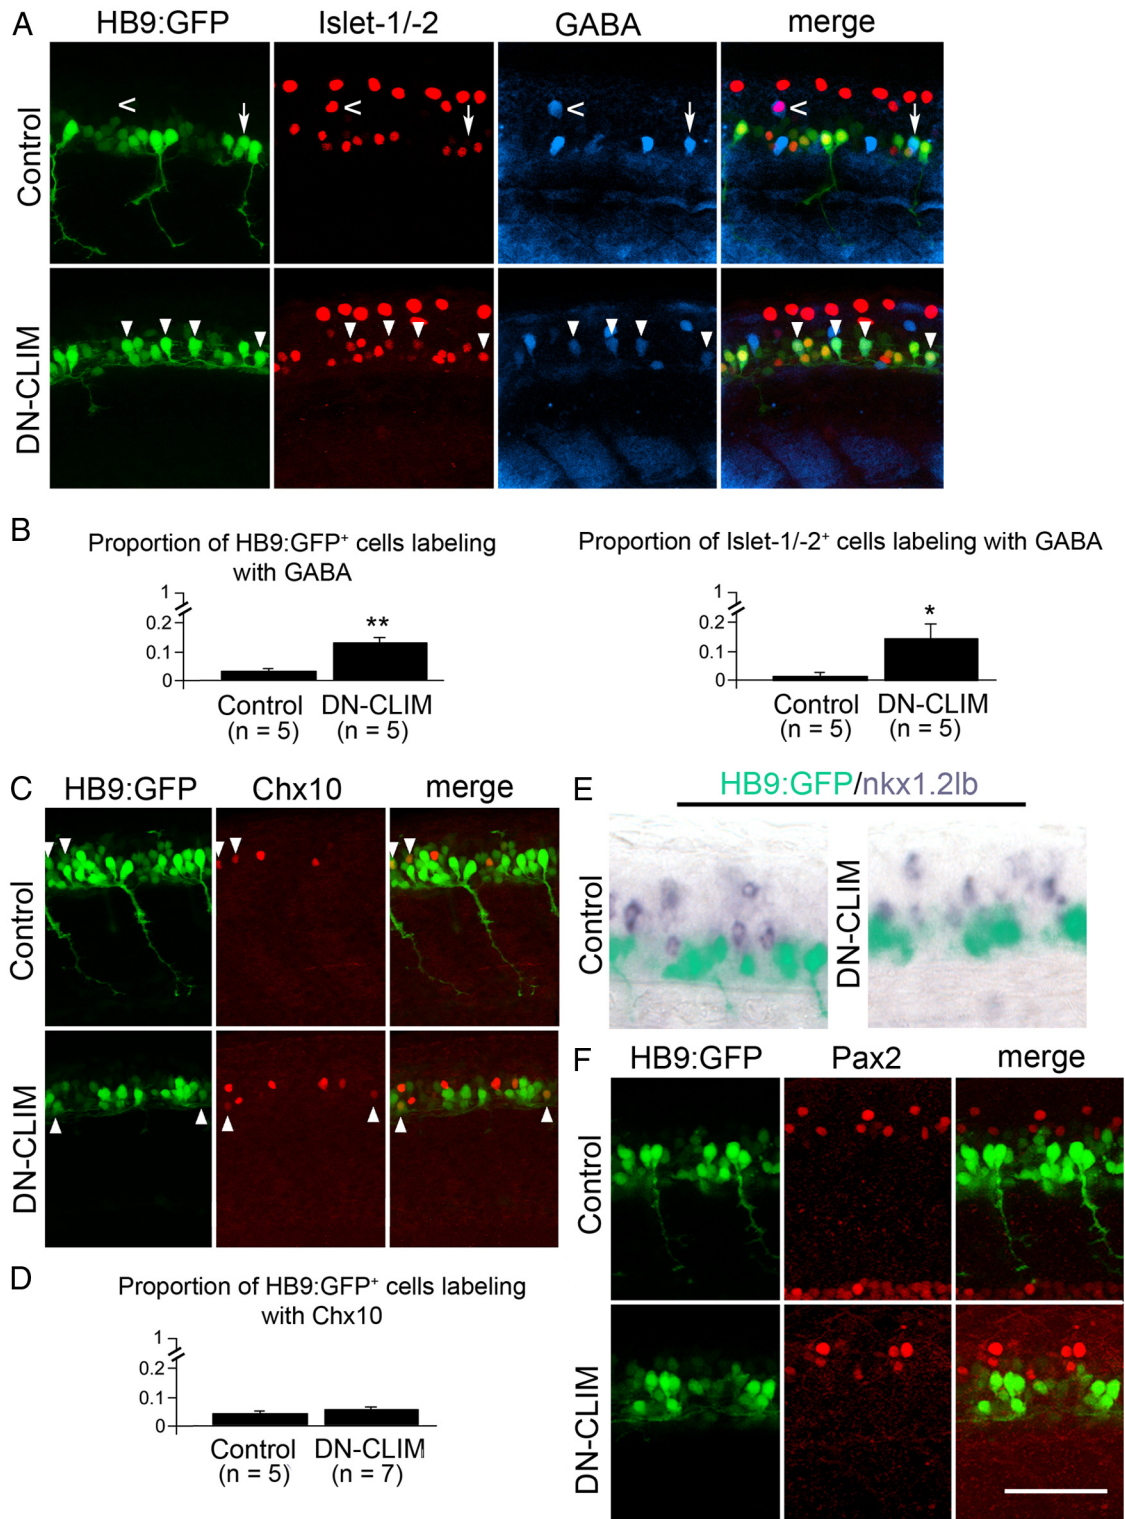 A
HB9:GFP
Islet-1/-2
GABA
merge
Control
<
<
<
<
DN-CLIM
B
Proportion of HB9:GFP+ cells labeling
with GABA
1
0.2
0.1
0
**
Control
(n = 5)
DN-CLIM
(n = 5)
Proportion of Islet-1/-2+ cells labeling with GABA
1
0.2
0.1
0
*
Control
(n = 5)
DN-CLIM
(n = 5)
C
HB9:GFP
Chx10
merge
Control
DN-CLIM
D
Proportion of HB9:GFP+ cells labeling
with Chx10
1
0.2
0.1
0
Control
(n = 5)
DN-CLIM
(n = 7)
E
HB9:GFP/nkx1.2lb
Control
DN-CLIM
F
HB9:GFP
Pax2
merge
Control
DN-CLIM